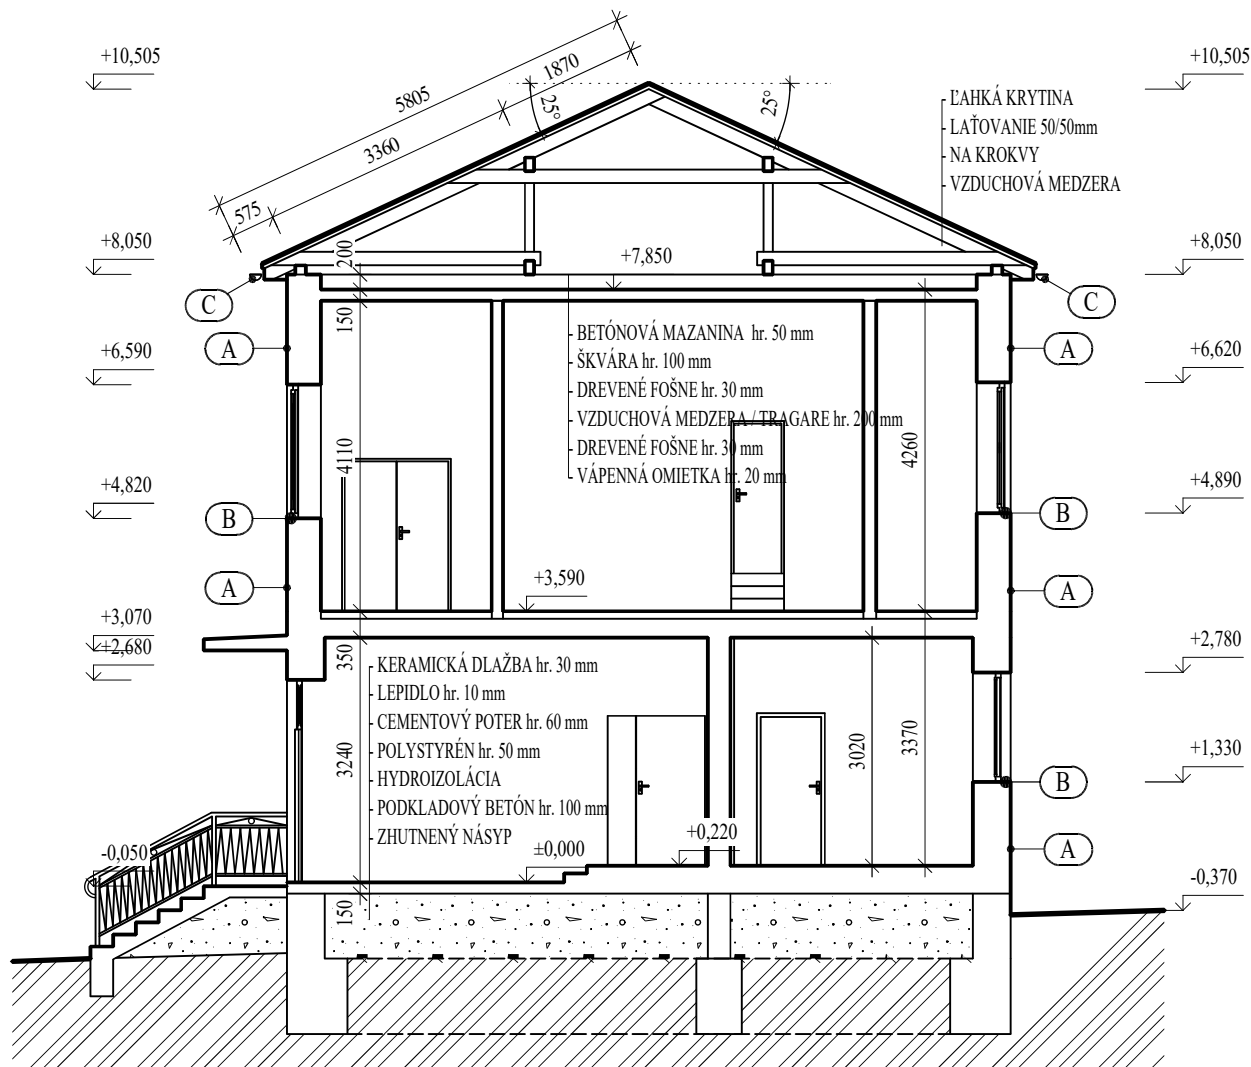 +10,505
5805
1870
3360
575
25°
25°
+10,505
ĽAHKÁ KRYTINA
LAŤOVANIE 50/50mm
NA KROKVY
VZDUCHOVÁ MEDZERA
+8,050
200
+7,850
+8,050
C
C
150
A
A
+6,590
+6,620
BETÓNOVÁ MAZANINA hr. 50 mm
ŠKVÁRA hr. 100 mm
DREVENÉ FOŠNE hr. 30 mm
VZDUCHOVÁ MEDZERA / TRAGARE hr. 200 mm
DREVENÉ FOŠNE hr. 30 mm
VÁPENNÁ OMIETKA hr. 20 mm
4110
4260
+4,820
+4,890
B
B
A
A
+3,590
+3,070
+2,680
+2,780
350
KERAMICKÁ DLAŽBA hr. 30 mm
LEPIDLO hr. 10 mm
CEMENTOVÝ POTER hr. 60 mm
POLYSTYRÉN hr. 50 mm
HYDROIZOLÁCIA
PODKLADOVÝ BETÓN hr. 100 mm
ZHUTNENÝ NÁSYP
3240
3020
3370
+1,330
B
-0,050
±0,000
+0,220
A
-0,370
150